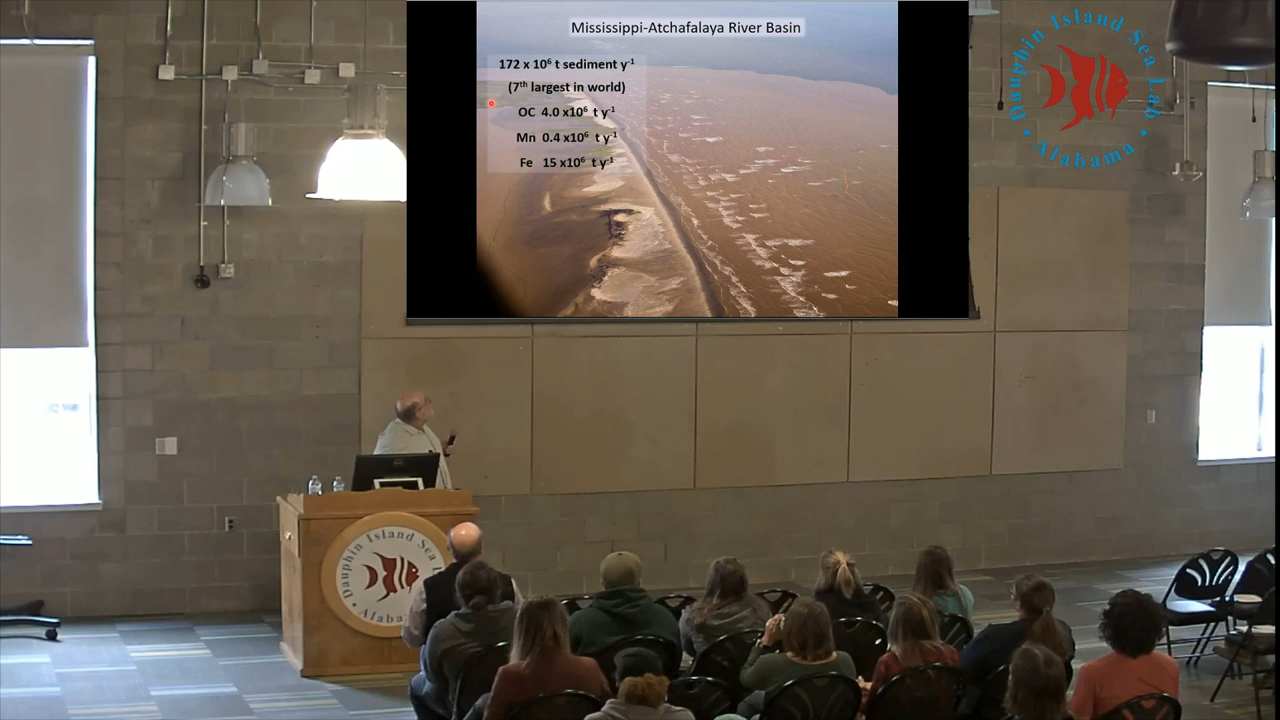 Mississippi-Atchafalaya River Basin
172 x 10⁶ t sediment y⁻¹
(7ᵗʰ largest in world)
OC 4.0 x10⁶ t y⁻¹
Mn 0.4 x10⁶ t y⁻¹
Fe 15 x10⁶ t y⁻¹
Dauphin Island Sea Lab
• Alabama •
Dauphin Island Sea
• Alabama